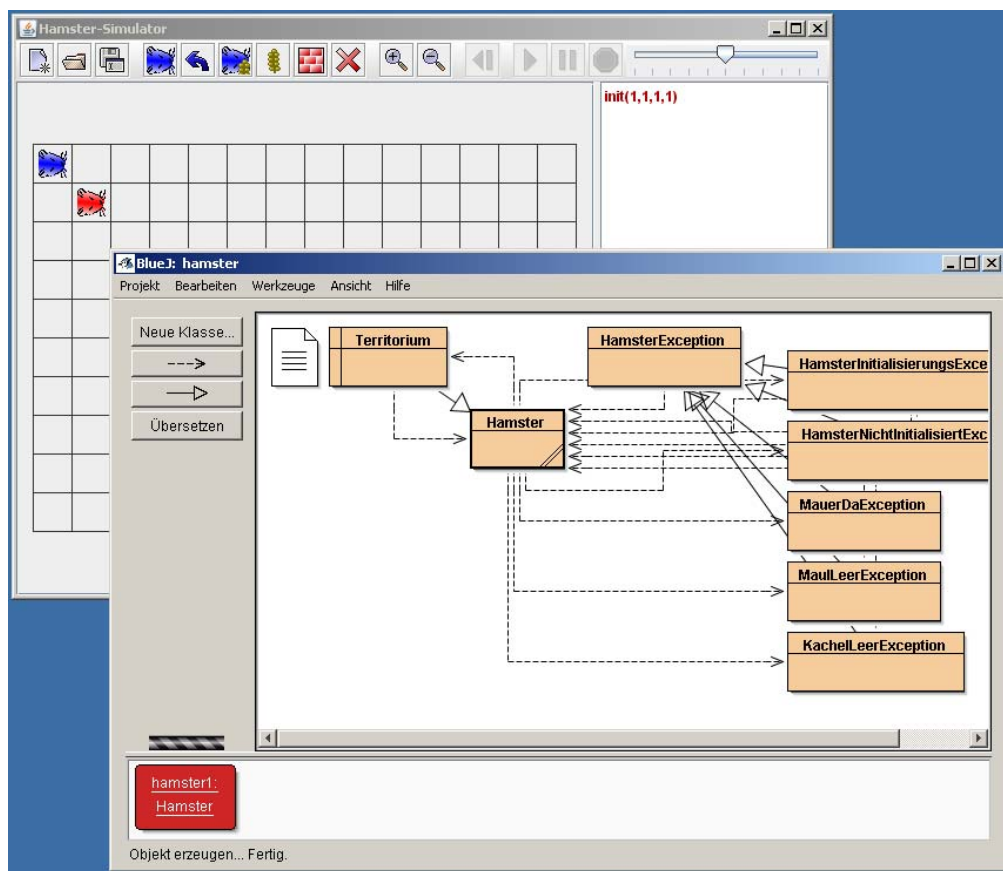 Hamster-Simulator
init(1,1,1,1)
BlueJ: hamster
Projekt Bearbeiten Werkzeuge Ansicht Hilfe
Neue Klasse...
Übersetzen
Territorium
HamsterException
HamsterInitialisierungsExce
Hamster
HamsterNichtInitialisiertExc
MauerDaException
MaulLeerException
KachelLeerException
hamster1:
Hamster
Objekt erzeugen... Fertig.